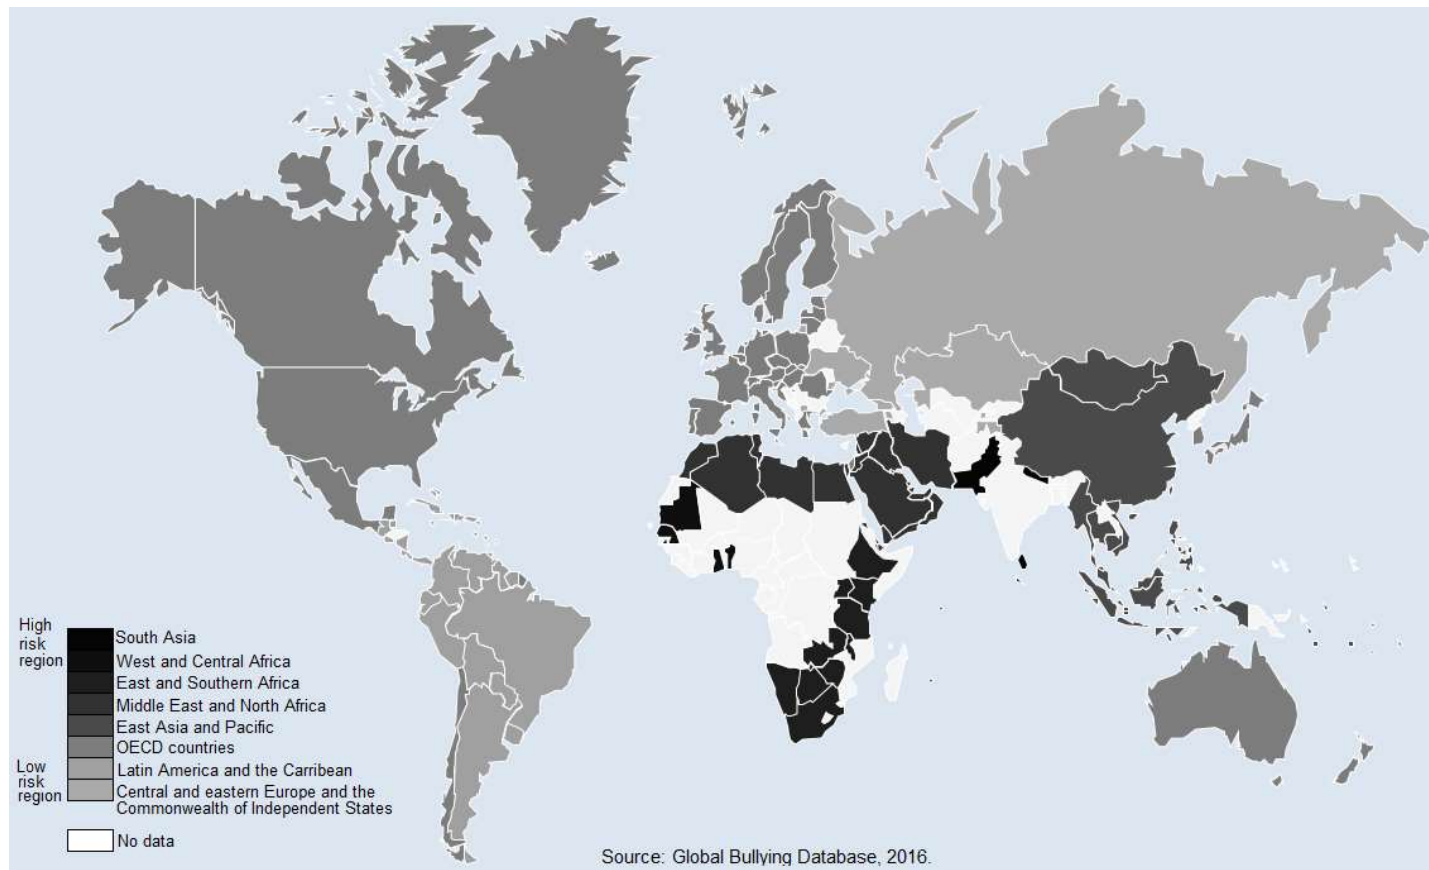 High
risk
region
South Asia
West and Central Africa
East and Southern Africa
Middle East and North Africa
East Asia and Pacific
OECD countries
Low
risk
region
Latin America and the Carribean
Central and eastern Europe and the
Commonwealth of Independent States
No data
Source: Global Bullying Database, 2016.